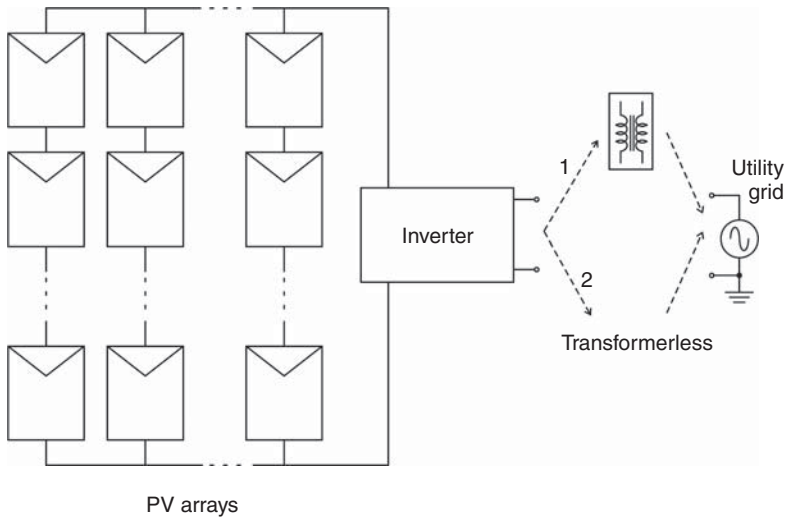 1
Utility
grid
Inverter
2
Transformerless
PV arrays